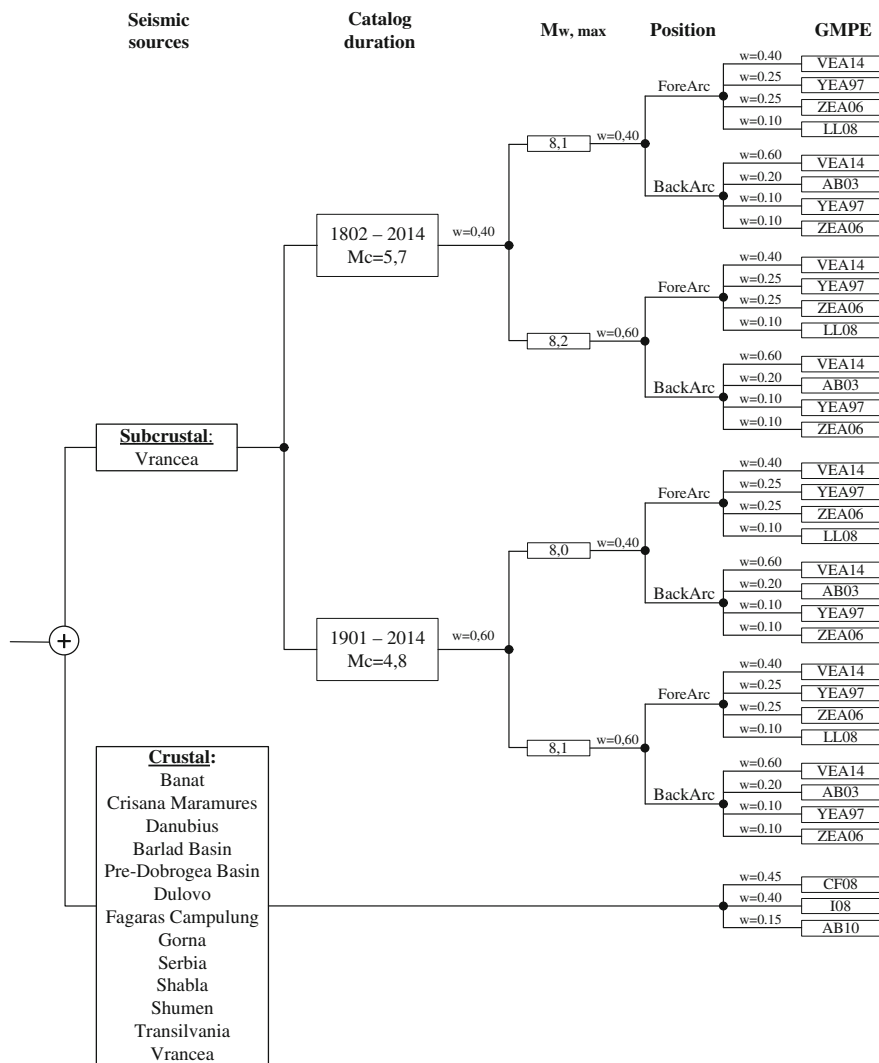 Seismic
sources
Catalog
duration
Mw, max
Position
GMPE
Subcrustal:
Vrancea
1802 – 2014
Mc=5,7
w=0,40
8,1
w=0,40
ForeArc
w=0.40
VEA14
w=0.25
YEA97
w=0.25
ZEA06
w=0.10
LL08
BackArc
w=0.60
VEA14
w=0.20
AB03
w=0.10
YEA97
w=0.10
ZEA06
8,2
w=0,60
ForeArc
w=0.40
VEA14
w=0.25
YEA97
w=0.25
ZEA06
w=0.10
LL08
BackArc
w=0.60
VEA14
w=0.20
AB03
w=0.10
YEA97
w=0.10
ZEA06
1901 – 2014
Mc=4,8
w=0,60
8,0
w=0,40
ForeArc
w=0.40
VEA14
w=0.25
YEA97
w=0.25
ZEA06
w=0.10
LL08
BackArc
w=0.60
VEA14
w=0.20
AB03
w=0.10
YEA97
w=0.10
ZEA06
8,1
w=0,60
ForeArc
w=0.40
VEA14
w=0.25
YEA97
w=0.25
ZEA06
w=0.10
LL08
BackArc
w=0.60
VEA14
w=0.20
AB03
w=0.10
YEA97
w=0.10
ZEA06
+
Crustal:
Banat
Crisana Maramures
Danubius
Barlad Basin
Pre-Dobrogea Basin
Dulovo
Fagaras Campulung
Gorna
Serbia
Shabla
Shumen
Transilvania
Vrancea
w=0.45
CF08
w=0.40
I08
w=0.15
AB10